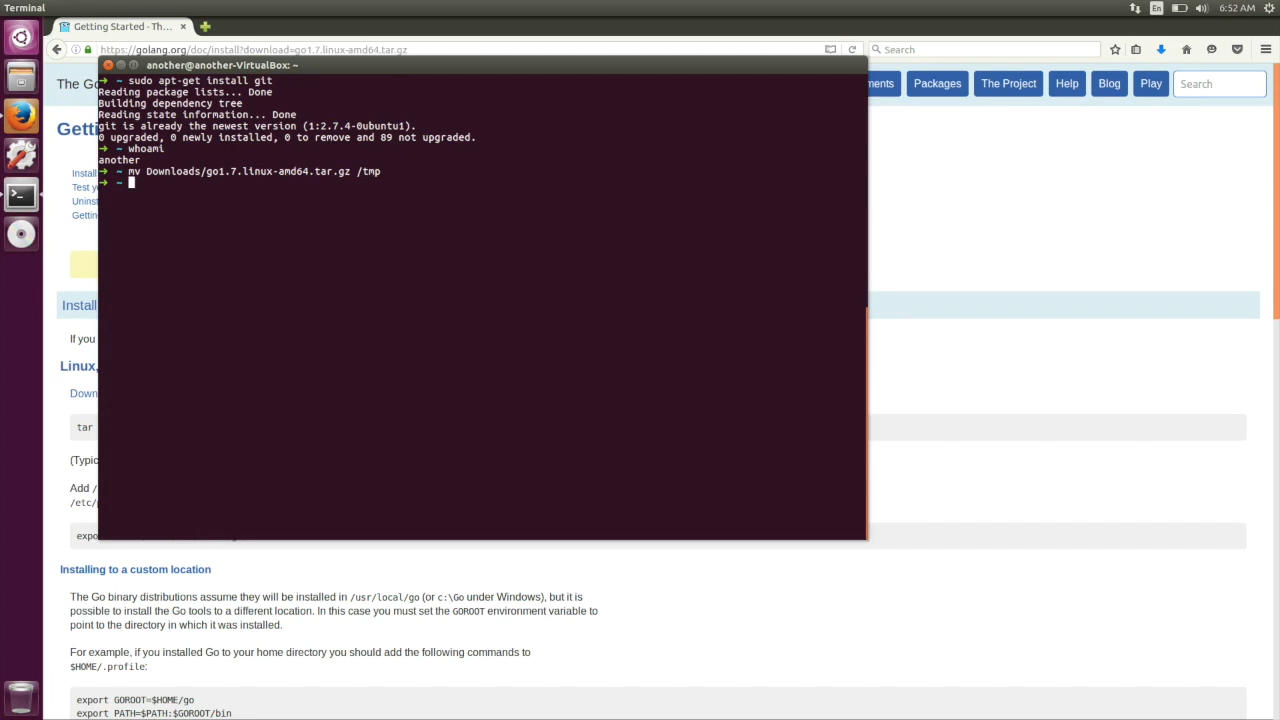 Terminal
En
6:52 AM
Getting Started - Th...
https://golang.org/doc/install?download=go1.7.linux-amd64.tar.gz
Search
another@another-VirtualBox: ~
➜ ~ sudo apt-get install git
Reading package lists... Done
Building dependency tree
Reading state information... Done
git is already the newest version (1:2.7.4-0ubuntu1).
0 upgraded, 0 newly installed, 0 to remove and 89 not upgraded.
➜ ~ whoami
another
➜ ~ mv Downloads/go1.7.linux-amd64.tar.gz /tmp
➜ ~
The Go
ments
Packages
The Project
Help
Blog
Play
Search
Getti
Install
Test y
Unins
Gettin
Install
If you
Linux,
Down
tar
(Typic
Add /
/etc/p
expo
Installing to a custom location
The Go binary distributions assume they will be installed in /usr/local/go (or c:\Go under Windows), but it is
possible to install the Go tools to a different location. In this case you must set the GOROOT environment variable to
point to the directory in which it was installed.
For example, if you installed Go to your home directory you should add the following commands to
$HOME/.profile:
export GOROOT=$HOME/go
export PATH=$PATH:$GOROOT/bin